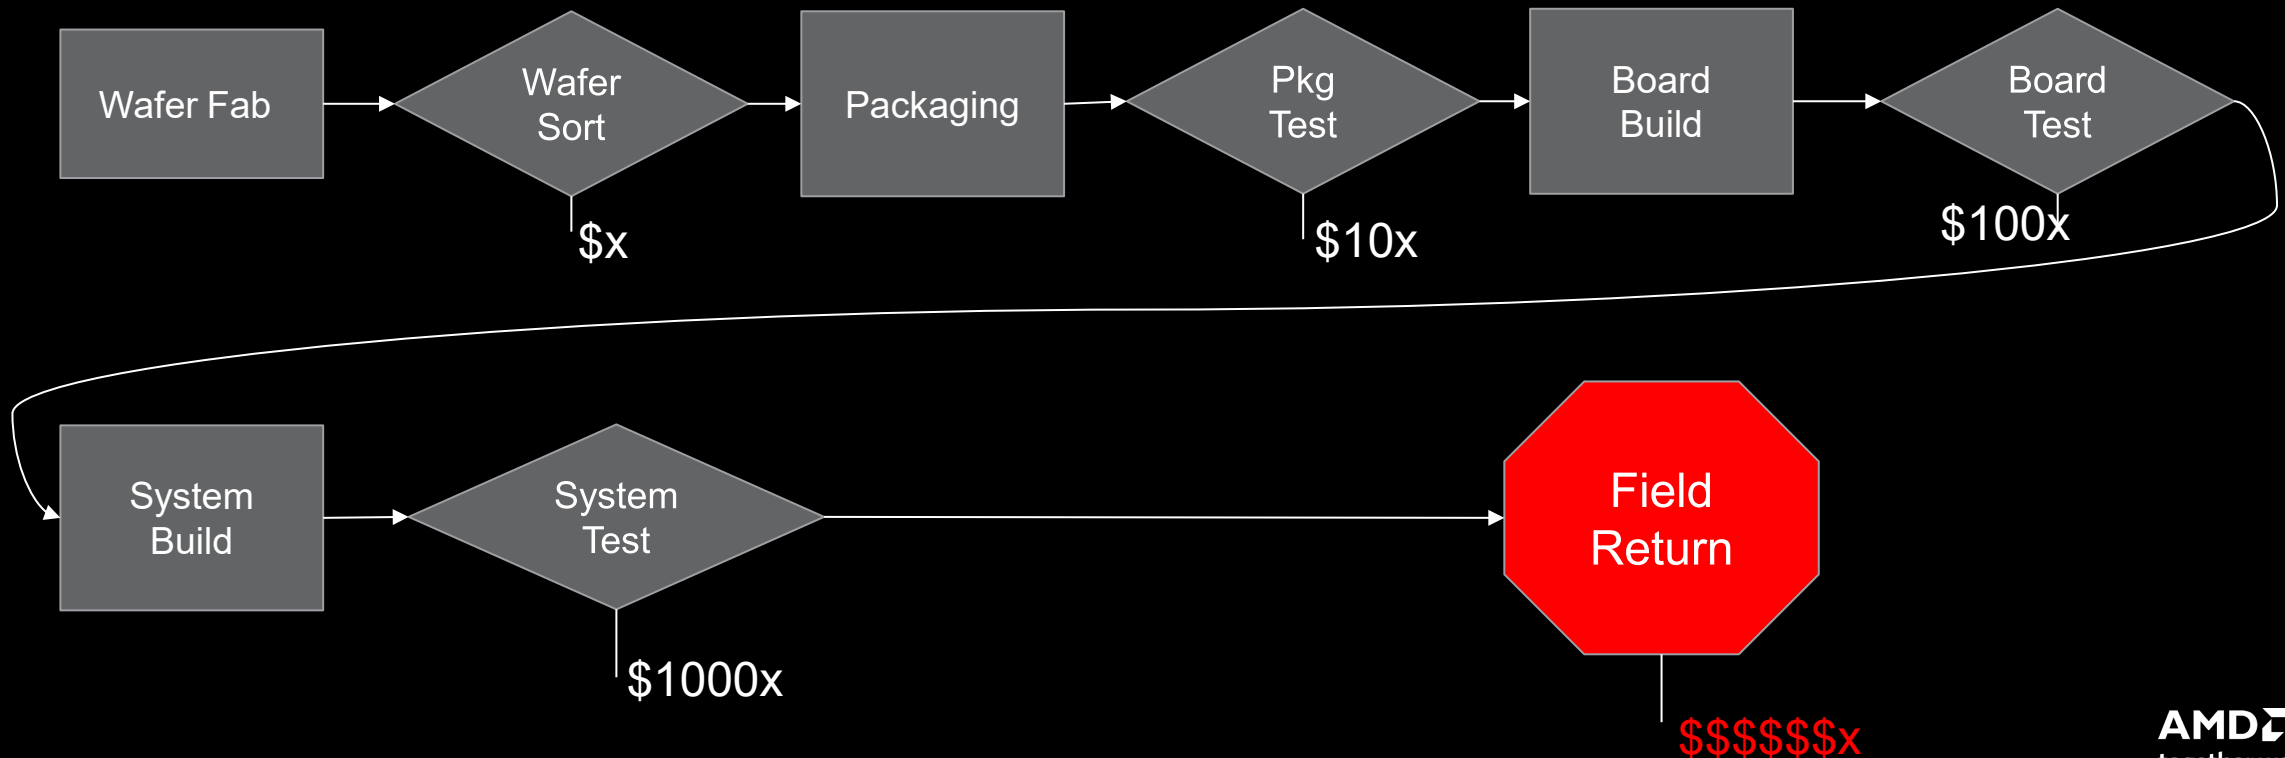 Wafer Fab
Wafer
Sort
Packaging
Pkg
Test
Board
Build
Board
Test
$x
$10x
$100x
System
Build
System
Test
Field
Return
$1000x
$$$$$$x
AMD